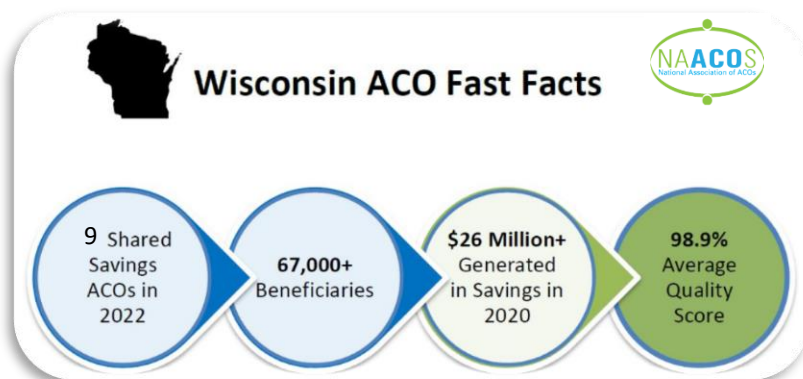 Wisconsin ACO Fast Facts
NAACOS
National Association of ACOs
9 Shared
Savings
ACOs in
2022
67,000+
Beneficiaries
$26 Million+
Generated
in Savings in
2020
98.9%
Average
Quality
Score